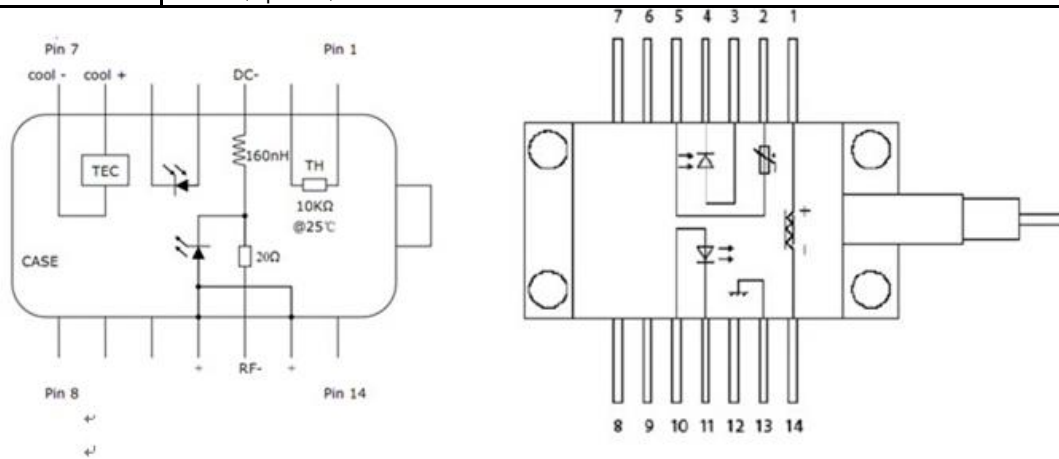 7 6 5 4 3 2 1
Pin 7
Pin 1
cool - cool +
DC-
160nH
TEC
TH
10KΩ
@25℃
20Ω
CASE
+ RF- +
Pin 8
Pin 14
+
−
8 9 10 11 12 13 14
↵
↵